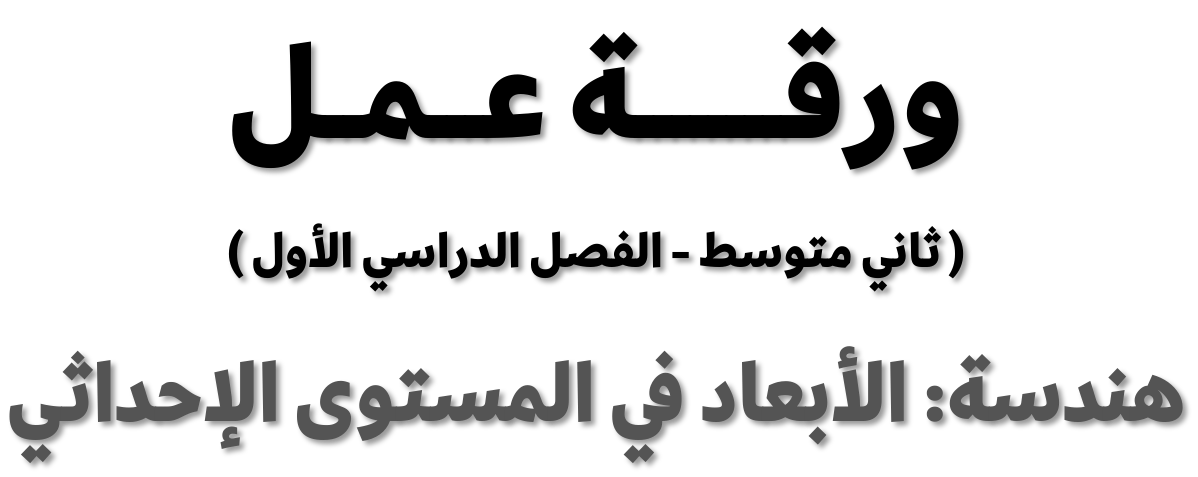 ورقـــة عـمـل
( ثاني متوسط - الفصل الدراسي الأول )
هندسة: الأبعاد في المستوى الإحداثي